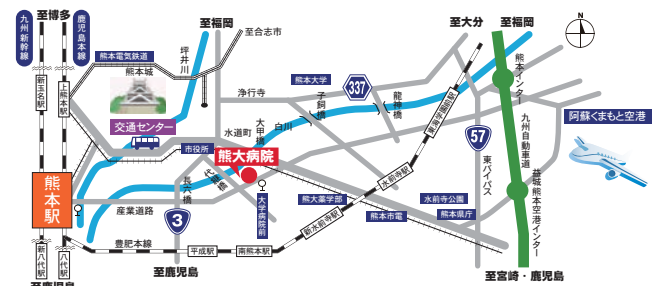 至博多
九州新幹線
鹿児島本線
至福岡
至合志市
至大分
至福岡
N
熊本電気鉄道
坪井川
熊本城
新玉名駅
上熊本駅
浄行寺
熊本大学
337
子飼橋
龍神橋
東海学園前駅
熊本インター
九州自動車道
阿蘇くまもと空港
57
東バイパス
益城熊本空港インター
交通センター
水道町
大甲橋
白川
市役所
熊大病院
代継橋
長六橋
大学病院前
熊本駅
産業道路
3
熊大薬学部
新水前寺駅
水前寺駅
熊本市電
水前寺公園
熊本県庁
豊肥本線
平成駅
南熊本駅
新八代駅
八代駅
至鹿児島
至鹿児島
至宮崎・鹿児島